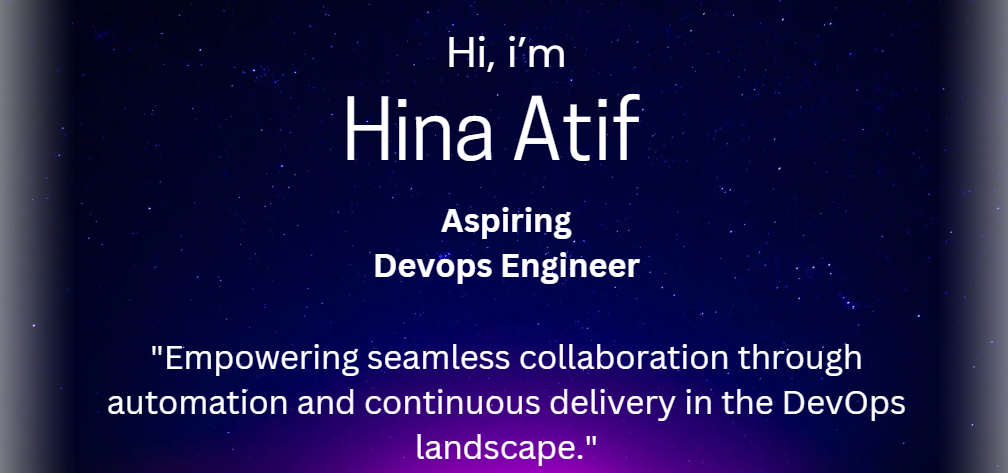 Hi, i’m
Hina Atif
Aspiring
Devops Engineer
"Empowering seamless collaboration through
automation and continuous delivery in the DevOps
landscape."